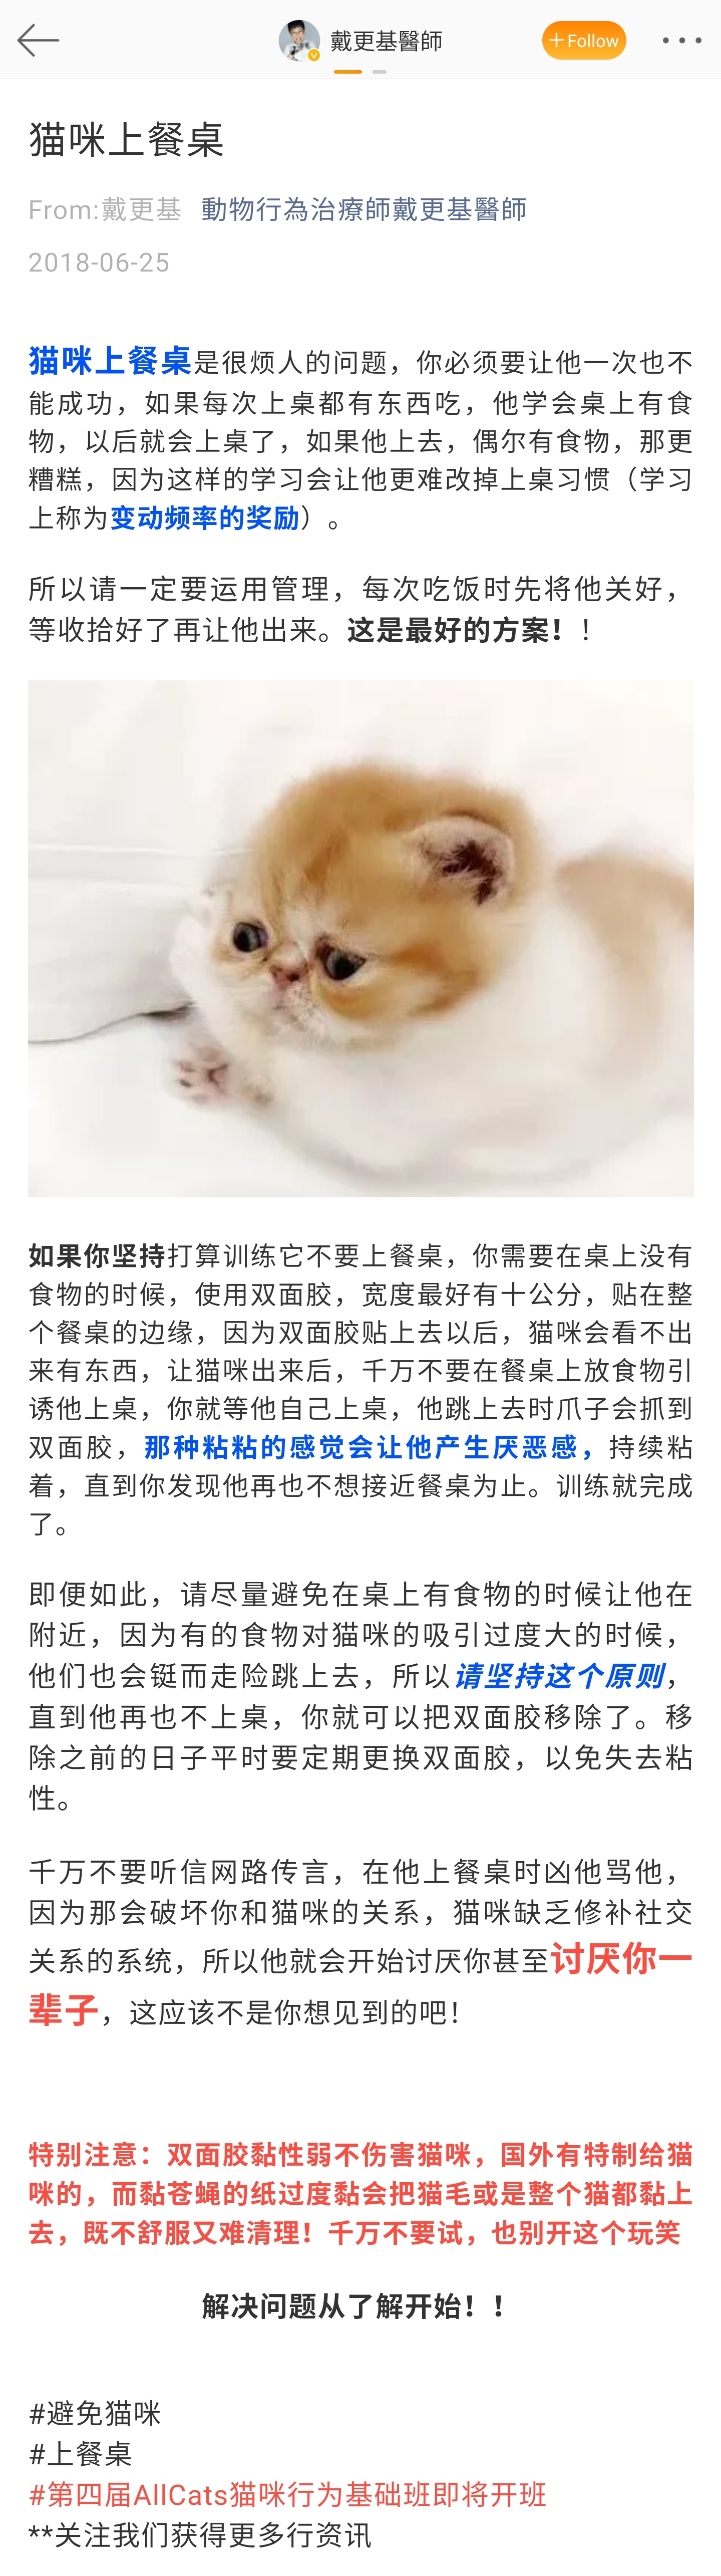 戴更基醫師
+Follow
猫咪上餐桌
From:戴更基 動物行為治療師戴更基醫師
2018-06-25
猫咪上餐桌是很烦人的问题，你必须要让他一次也不
能成功，如果每次上桌都有东西吃，他学会桌上有食
物，以后就会上桌了，如果他上去，偶尔有食物，那更
糟糕，因为这样的学习会让他更难改掉上桌习惯（学习
上称为变动频率的奖励）。
所以请一定要运用管理，每次吃饭时先将他关好，
等收拾好了再让他出来。这是最好的方案！！
如果你坚持打算训练它不要上餐桌，你需要在桌上没有
食物的时候，使用双面胶，宽度最好有十公分，贴在整
个餐桌的边缘，因为双面胶贴上去以后，猫咪会看不出
来有东西，让猫咪出来后，千万不要在餐桌上放食物引
诱他上桌，你就等他自己上桌，他跳上去时爪子会抓到
双面胶，那种粘粘的感觉会让他产生厌恶感，持续粘
着，直到你发现他再也不想接近餐桌为止。训练就完成
了。
即便如此，请尽量避免在桌上有食物的时候让他在
附近，因为有的食物对猫咪的吸引过度大的时候，
他们也会铤而走险跳上去，所以请坚持这个原则，
直到他再也不上桌，你就可以把双面胶移除了。移
除之前的日子平时要定期更换双面胶，以免失去粘
性。
千万不要听信网路传言，在他上餐桌时凶他骂他，
因为那会破坏你和猫咪的关系，猫咪缺乏修补社交
关系的系统，所以他就会开始讨厌你甚至讨厌你一
辈子，这应该不是你想见到的吧！
特别注意：双面胶黏性弱不伤害猫咪，国外有特制给猫
咪的，而黏苍蝇的纸过度黏会把猫毛或是整个猫都黏上
去，既不舒服又难清理！千万不要试，也别开这个玩笑
解决问题从了解开始！！
#避免猫咪
#上餐桌
#第四届AllCats猫咪行为基础班即将开班
**关注我们获得更多行资讯